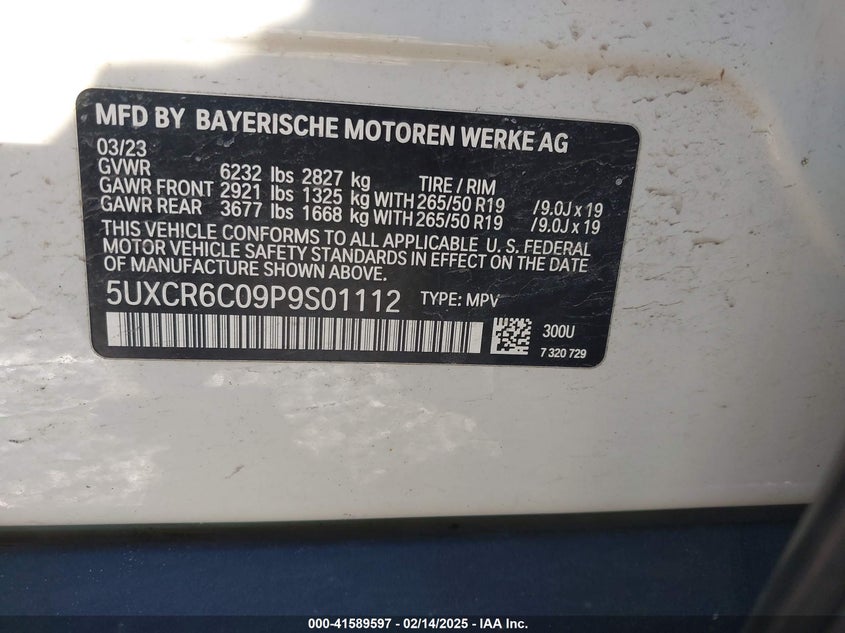 MFD BY BAYERISCHE MOTOREN WERKE AG
03/23
GVWR 6232 lbs 2827 kg TIRE / RIM
GAWR FRONT 2921 lbs 1325 kg WITH 265/50 R19 / 9.0J x 19
GAWR REAR 3677 lbs 1668 kg WITH 265/50 R19 / 9.0J x 19
THIS VEHICLE CONFORMS TO ALL APPLICABLE U. S. FEDERAL
MOTOR VEHICLE SAFETY STANDARDS IN EFFECT ON THE DATE
OF MANUFACTURE SHOWN ABOVE.
5UXCR6C09P9S01112 TYPE: MPV
300U
7 320 729
000-41589597 - 02/14/2025 - IAA Inc.